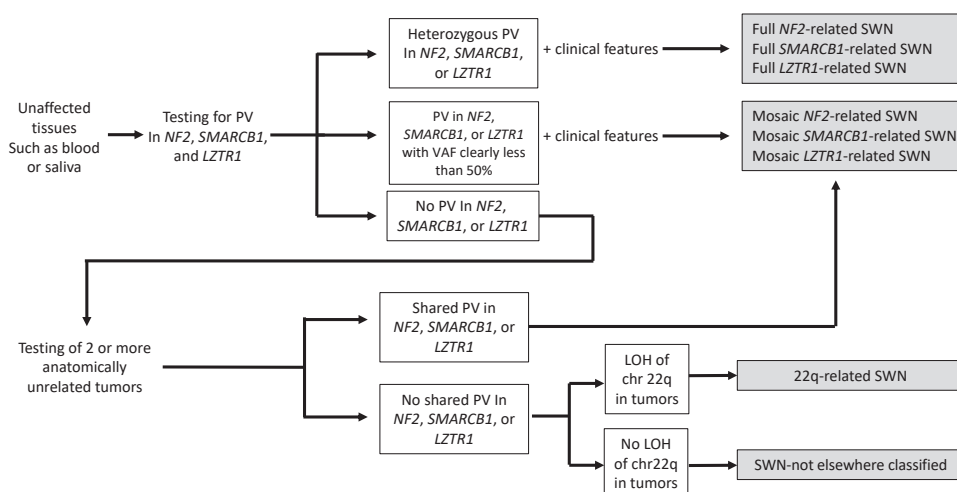 Unaffected
tissues
Such as blood
or saliva
Testing for PV
In NF2, SMARCB1,
and LZTR1
Heterozygous PV
In NF2, SMARCB1,
or LZTR1
+ clinical features
Full NF2-related SWN
Full SMARCB1-related SWN
Full LZTR1-related SWN
PV in NF2,
SMARCB1, or LZTR1
with VAF clearly less
than 50%
+ clinical features
Mosaic NF2-related SWN
Mosaic SMARCB1-related SWN
Mosaic LZTR1-related SWN
No PV In NF2,
SMARCB1, or LZTR1
Testing of 2 or more
anatomically
unrelated tumors
Shared PV in
NF2, SMARCB1, or
LZTR1
No shared PV In
NF2, SMARCB1, or
LZTR1
LOH of
chr 22q
in tumors
22q-related SWN
No LOH
of chr22q
in tumors
SWN-not elsewhere classified